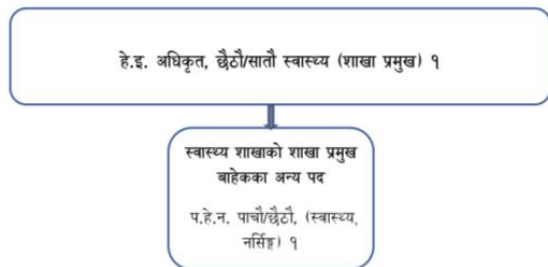 हे.इ. अधिकृत, छैठौ/सातौ स्वास्थ्य (शाखा प्रमुख) १
स्वास्थ्य शाखाको शाखा प्रमुख
बाहेकका अन्य पद
प.हे.न. पाचौ/छैठौ, (स्वास्थ्य,
नर्सिङ्ग) १